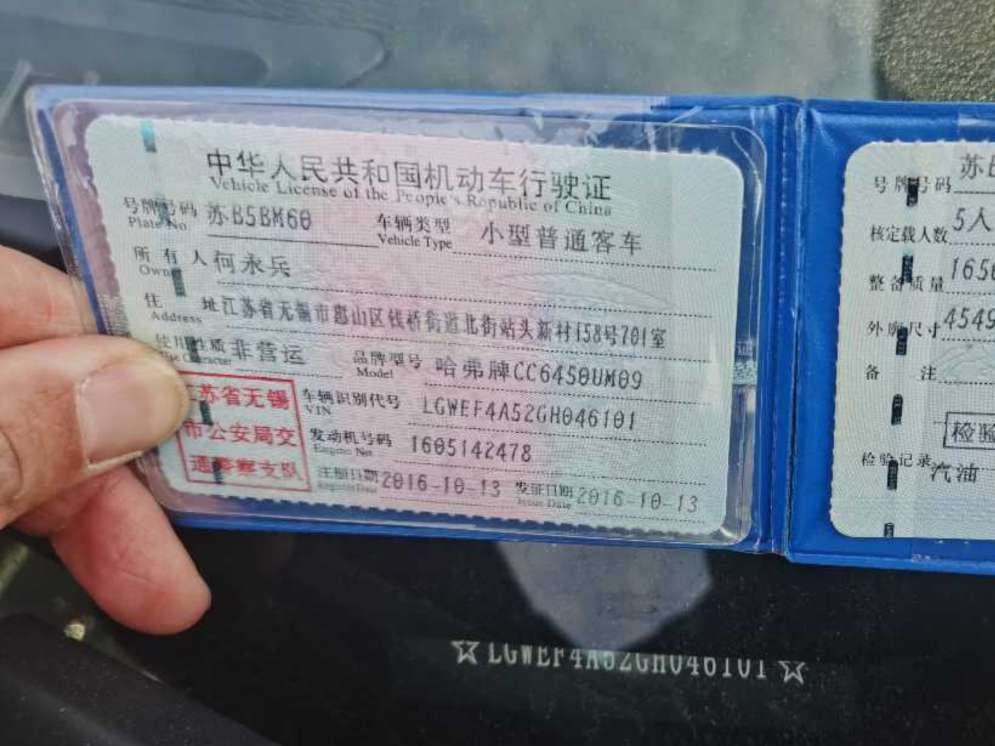 中华人民共和国机动车行驶证
Vehicle License of the People's Republic of China
号牌号码 苏·B5BM60 车辆类型 小型普通客车
Plate No Vehicle Type
所有人 何永兵
Owner
住址 江苏省无锡市惠山区钱桥街道北街站头新村158号701室
Address
使用性质 非营运 品牌型号 哈弗牌CC6450UM09
Use Character Model
苏省无锡
市公安局交
通警察支队
车辆识别代号 LGWEF4A52GH046101
VIN
发动机号码 1605142478
Engine No
注册日期 2016-10-13 发证日期 2016-10-13
Register Date Issue Date
号牌号码
核定载人数 5人
整备质量 165
外廓尺寸 4549
备注
检验
检验记录 汽油
☆LGWEF4A52GH046101☆